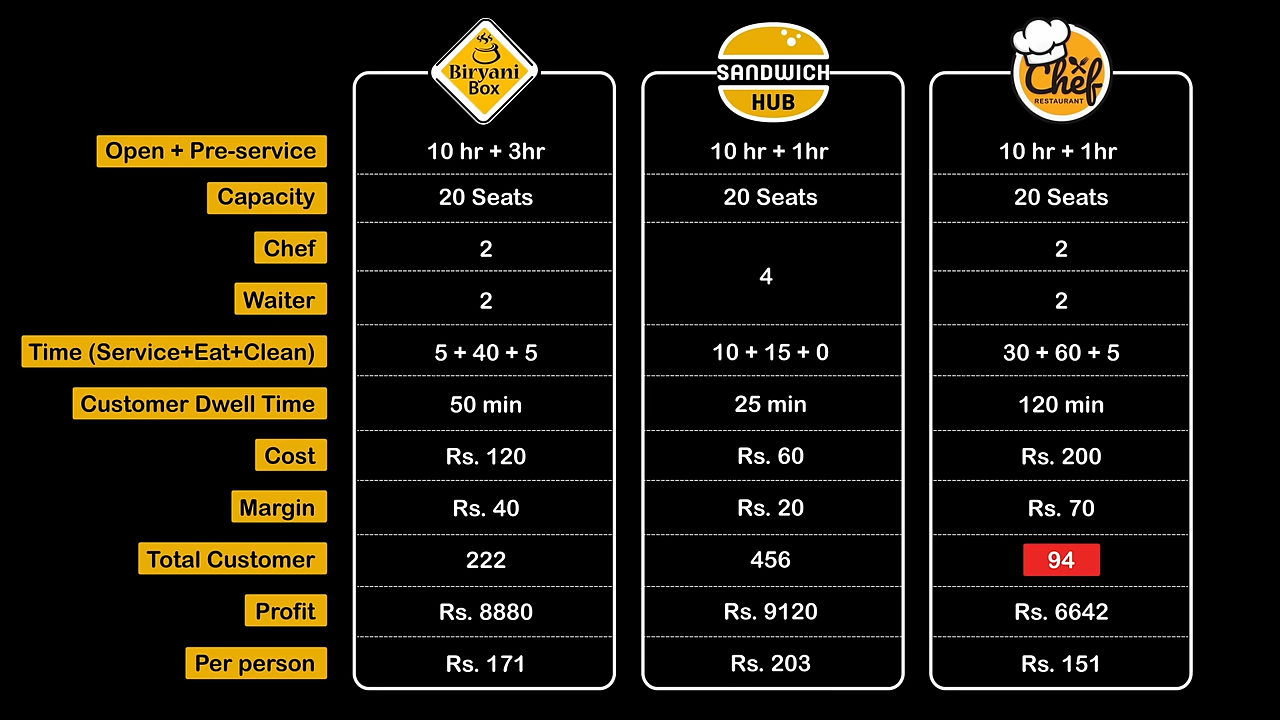 Biryani
Box
SANDWICH
HUB
Chef
RESTAURANT
Open + Pre-service 10 hr + 3hr 10 hr + 1hr 10 hr + 1hr
Capacity 20 Seats 20 Seats 20 Seats
Chef 2 2
4
Waiter 2 2
Time (Service+Eat+Clean) 5 + 40 + 5 10 + 15 + 0 30 + 60 + 5
Customer Dwell Time 50 min 25 min 120 min
Cost Rs. 120 Rs. 60 Rs. 200
Margin Rs. 40 Rs. 20 Rs. 70
Total Customer 222 456 94
Profit Rs. 8880 Rs. 9120 Rs. 6642
Per person Rs. 171 Rs. 203 Rs. 151